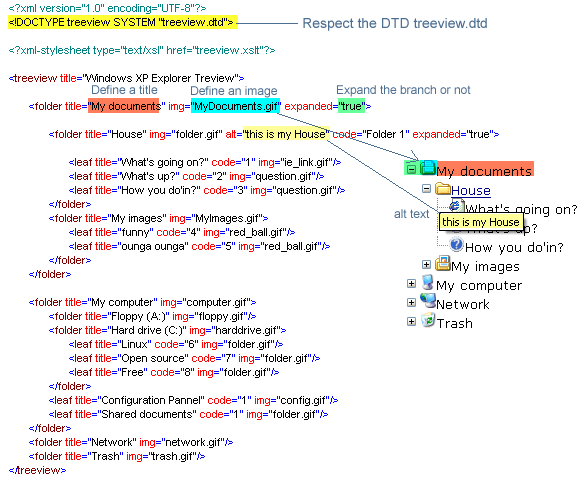 <?xml version="1.0" encoding="UTF-8"?>
<!DOCTYPE treeview SYSTEM "treeview.dtd">
Respect the DTD treeview.dtd
<?xml-stylesheet type="text/xsl" href="treeview.xslt"?>
<treeview title="Windows XP Explorer Treview">
Define a title
Define an image
Expand the branch or not
<folder title="My documents" img="MyDocuments.gif" expanded="true">
<folder title="House" img="folder.gif" alt="this is my House" code="Folder 1" expanded="true">
<leaf title="What's going on?" code="1" img="ie_link.gif"/>
<leaf title="What's up?" code="2" img="question.gif"/>
<leaf title="How you do'in?" code="3" img="question.gif"/>
</folder>
<folder title="My images" img="MyImages.gif">
<leaf title="funny" code="4" img="red_ball.gif"/>
<leaf title="ounga ounga" code="5" img="red_ball.gif"/>
</folder>
</folder>
<folder title="My computer" img="computer.gif">
<folder title="Floppy (A:)" img="floppy.gif"/>
<folder title="Hard drive (C:)" img="harddrive.gif">
<leaf title="Linux" code="6" img="folder.gif"/>
<leaf title="Open source" code="7" img="folder.gif"/>
<leaf title="Free" code="8" img="folder.gif"/>
</folder>
<leaf title="Configuration Pannel" code="1" img="config.gif"/>
<leaf title="Shared documents" code="1" img="folder.gif"/>
</folder>
<folder title="Network" img="network.gif"/>
<folder title="Trash" img="trash.gif"/>
</treeview>
My documents
House
What's going on?
alt text
this is my House
up?
How you do'in?
My images
My computer
Network
Trash